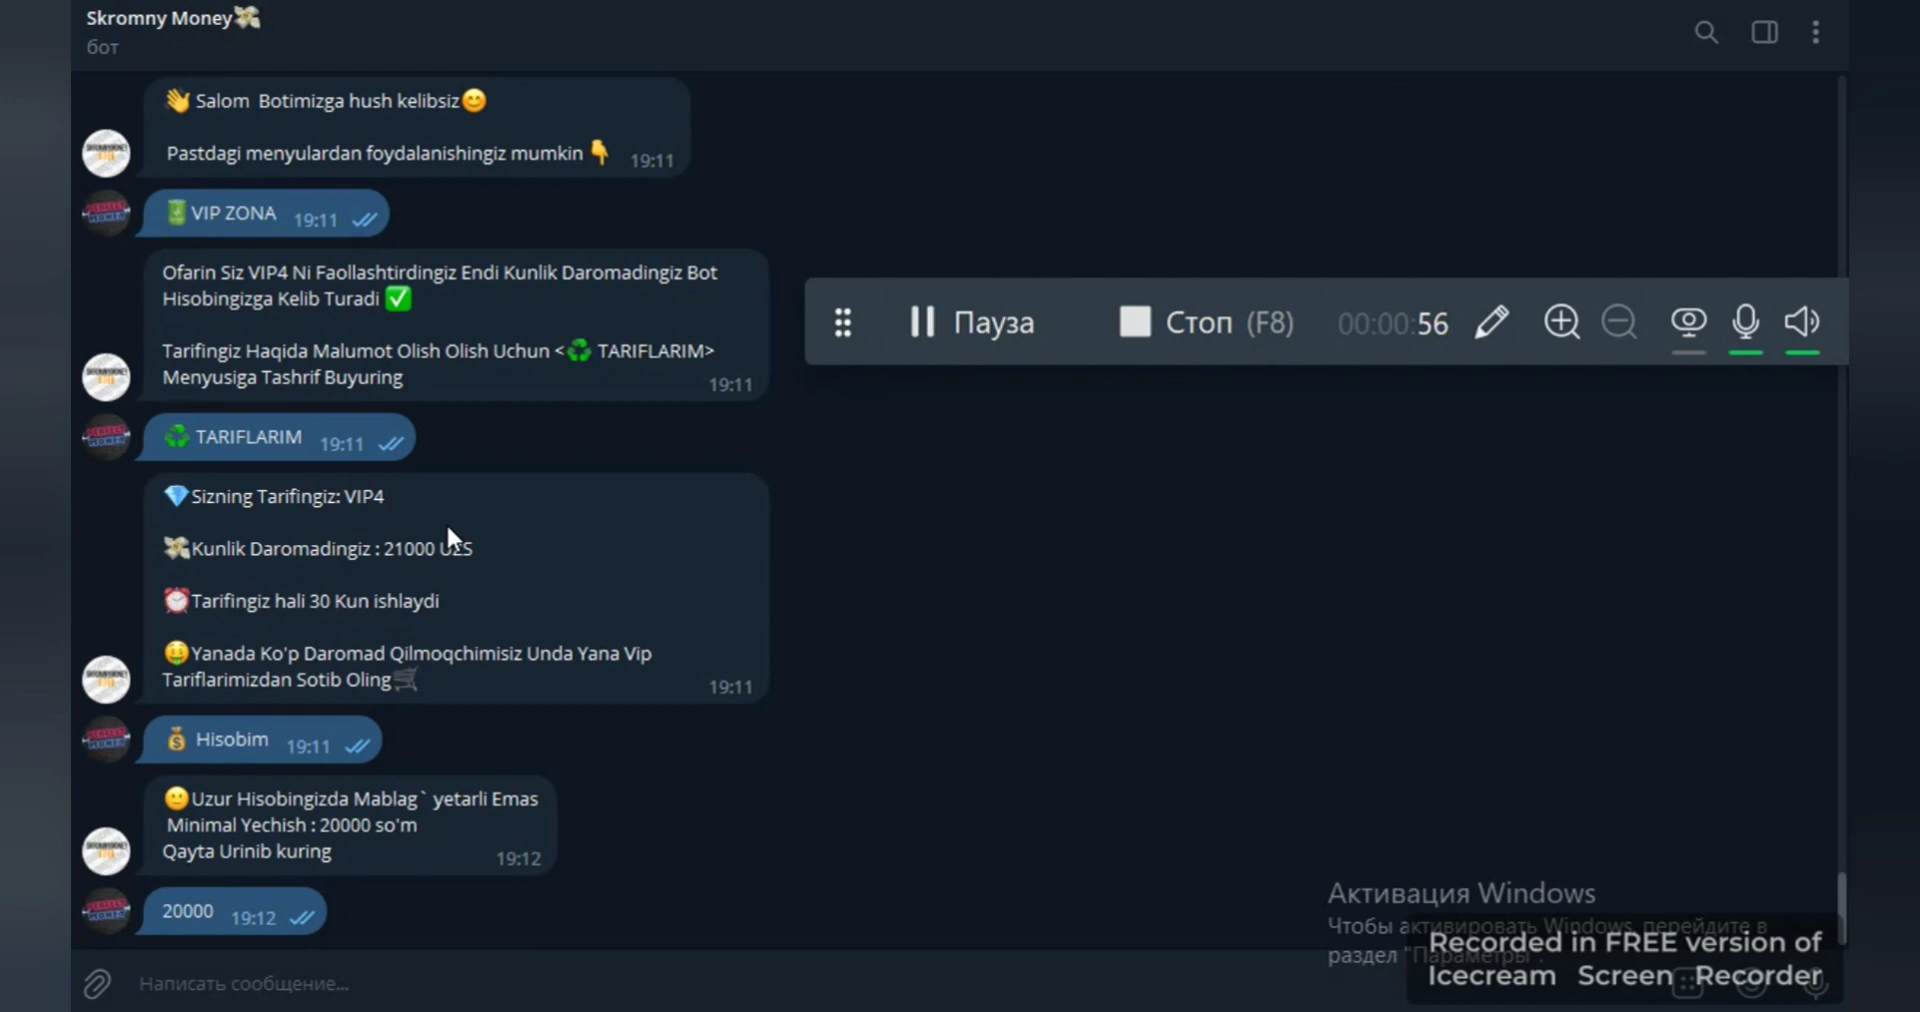 Skromny Money
бот
Salom Botimizga hush kelibsiz
Pastdagi menyulardan foydalanishingiz mumkin
19:11
VIP ZONA 19:11
Ofarin Siz VIP4 Ni Faollashtirdingiz Endi Kunlik Daromadingiz Bot
Hisobingizga Kelib Turadi
Tarifingiz Haqida Malumot Olish Olish Uchun < TARIFLARIM>
Menyusiga Tashrif Buyuring
19:11
Пауза Стоп (F8) 00:00:56
TARIFLARIM 19:11
Sizning Tarifingiz: VIP4
Kunlik Daromadingiz : 21000 UZS
Tarifingiz hali 30 Kun ishlaydi
Yanada Ko'p Daromad Qilmoqchimisiz Unda Yana Vip
Tariflarimizdan Sotib Oling
19:11
Hisobim 19:11
Uzur Hisobingizda Mablag` yetarli Emas
Minimal Yechish : 20000 so'm
Qayta Urinib kuring
19:12
20000 19:12
Написать сообщение...
Активация Windows
Чтобы активировать Windows, перейдите в
раздел "Параметры".
Recorded in FREE version of
Icecream Screen Recorder